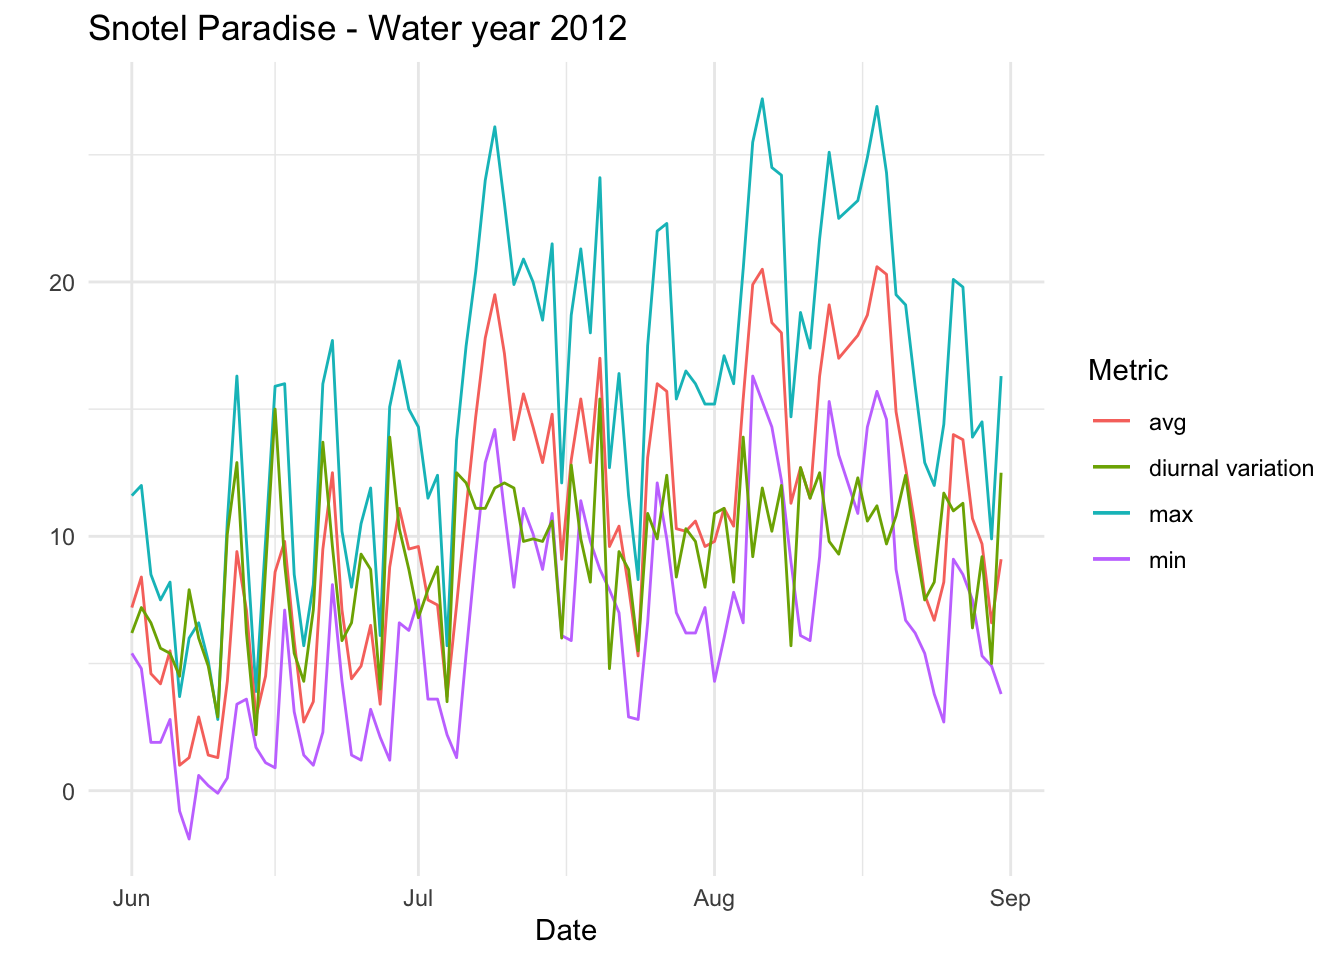 Snotel Paradise - Water year 2012
20
10
0
Jun
Jul
Aug
Sep
Date
Metric
avg
diurnal variation
max
min